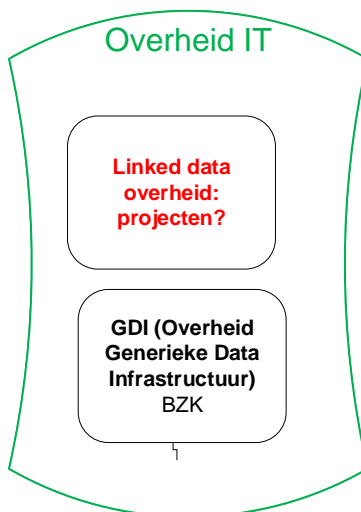 Overheid IT
Linked data
overheid:
projecten?
GDI (Overheid
Generieke Data
Infrastructuur)
BZK